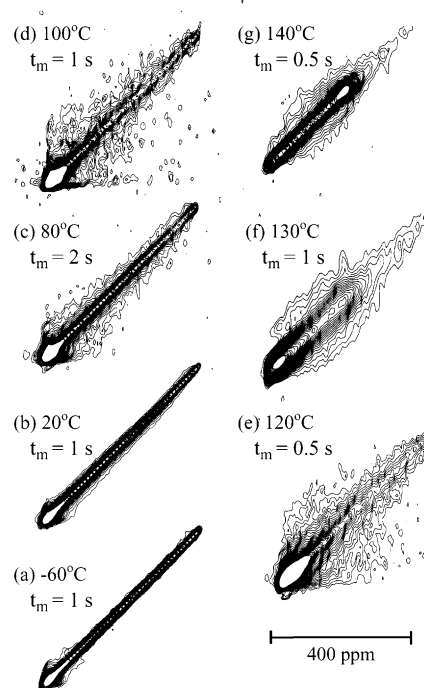 (d) 100°C
tm = 1 s
(g) 140°C
tm = 0.5 s
(c) 80°C
tm = 2 s
(f) 130°C
tm = 1 s
(b) 20°C
tm = 1 s
(e) 120°C
tm = 0.5 s
(a) -60°C
tm = 1 s
400 ppm